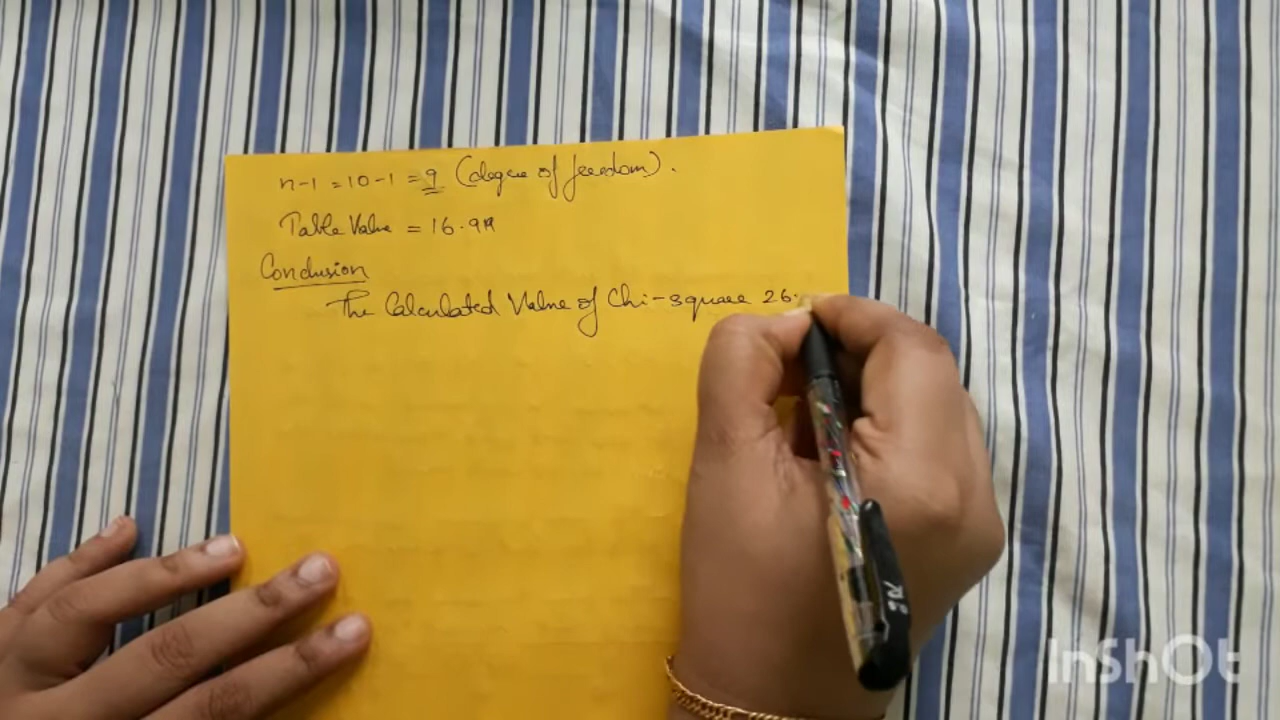 n-1 = 10-1 = 9 (degree of freedom).
Table Value = 16.919
Conclusion
The Calculated Value of Chi-square 26.
InShOt